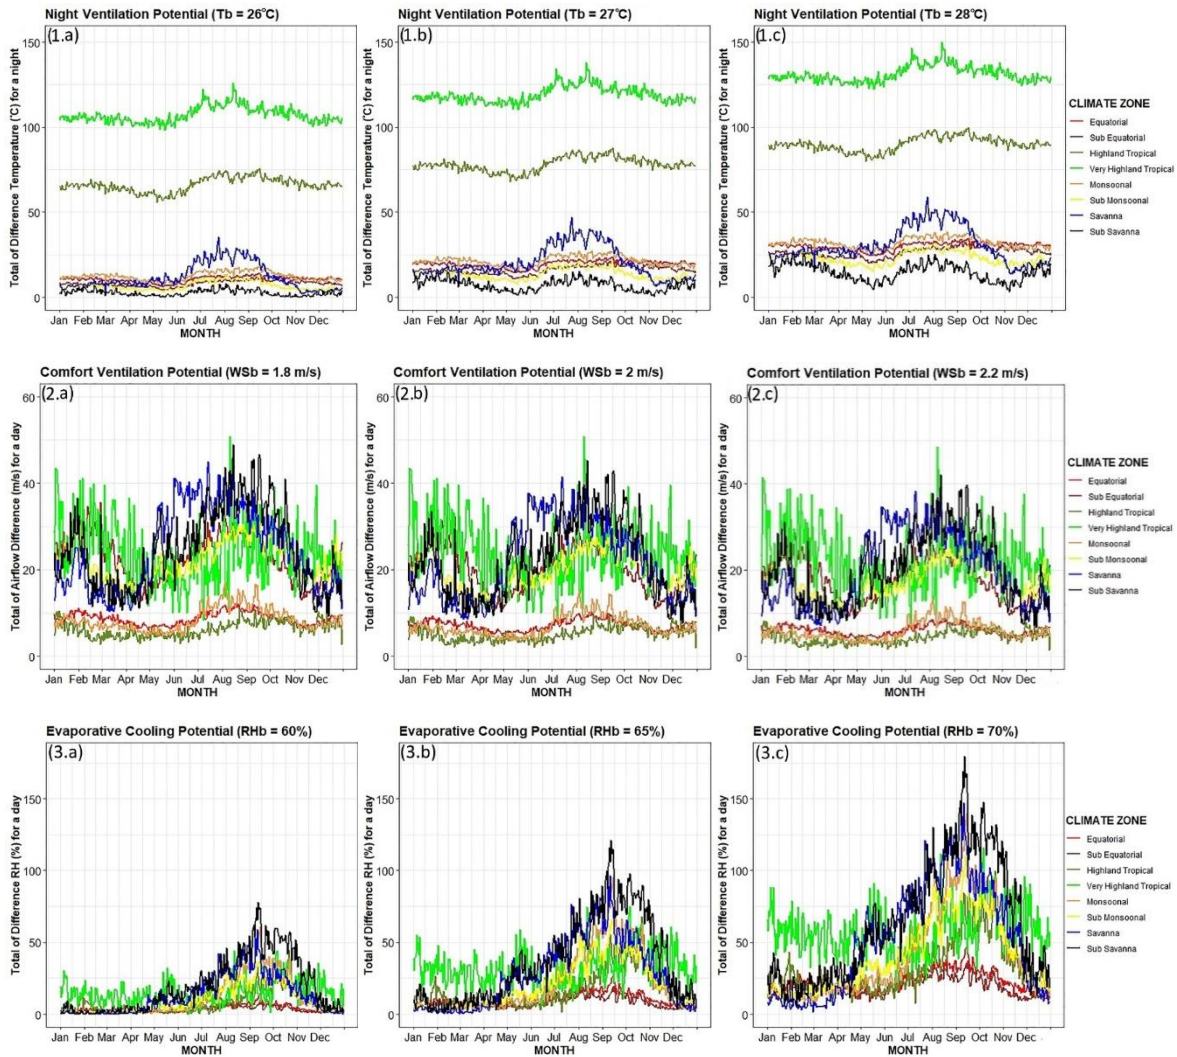 Night Ventilation Potential (Tb = 26°C)
(1.a)
Total of Difference Temperature (°C) for a night
150
100
50
0
Jan Feb Mar Apr May Jun Jul Aug Sep Oct Nov Dec
MONTH
Night Ventilation Potential (Tb = 27°C)
(1.b)
Total of Difference Temperature (°C) for a night
150
100
50
0
Jan Feb Mar Apr May Jun Jul Aug Sep Oct Nov Dec
MONTH
Night Ventilation Potential (Tb = 28°C)
(1.c)
Total of Difference Temperature (°C) for a night
150
100
50
0
Jan Feb Mar Apr May Jun Jul Aug Sep Oct Nov Dec
MONTH
CLIMATE ZONE
Equatorial
Sub Equatorial
Highland Tropical
Very Highland Tropical
Monsoonal
Sub Monsoonal
Savanna
Sub Savanna
Comfort Ventilation Potential (WSb = 1.8 m/s)
(2.a)
Total of Airflow Difference (m/s) for a day
60
40
20
0
Jan Feb Mar Apr May Jun Jul Aug Sep Oct Nov Dec
MONTH
Comfort Ventilation Potential (WSb = 2 m/s)
(2.b)
Total of Airflow Difference (m/s) for a day
60
40
20
0
Jan Feb Mar Apr May Jun Jul Aug Sep Oct Nov Dec
MONTH
Comfort Ventilation Potential (WSb = 2.2 m/s)
(2.c)
Total of Airflow Difference (m/s) for a day
60
40
20
0
Jan Feb Mar Apr May Jun Jul Aug Sep Oct Nov Dec
MONTH
CLIMATE ZONE
Equatorial
Sub Equatorial
Highland Tropical
Very Highland Tropical
Monsoonal
Sub Monsoonal
Savanna
Sub Savanna
Evaporative Cooling Potential (RHb = 60%)
(3.a)
Total of Difference RH (%) for a day
150
100
50
0
Jan Feb Mar Apr May Jun Jul Aug Sep Oct Nov Dec
MONTH
Evaporative Cooling Potential (RHb = 65%)
(3.b)
Total of Difference RH (%) for a day
150
100
50
0
Jan Feb Mar Apr May Jun Jul Aug Sep Oct Nov Dec
MONTH
Evaporative Cooling Potential (RHb = 70%)
(3.c)
Total of Difference RH (%) for a day
150
100
50
0
Jan Feb Mar Apr May Jun Jul Aug Sep Oct Nov Dec
MONTH
CLIMATE ZONE
Equatorial
Sub Equatorial
Highland Tropical
Very Highland Tropical
Monsoonal
Sub Monsoonal
Savanna
Sub Savanna